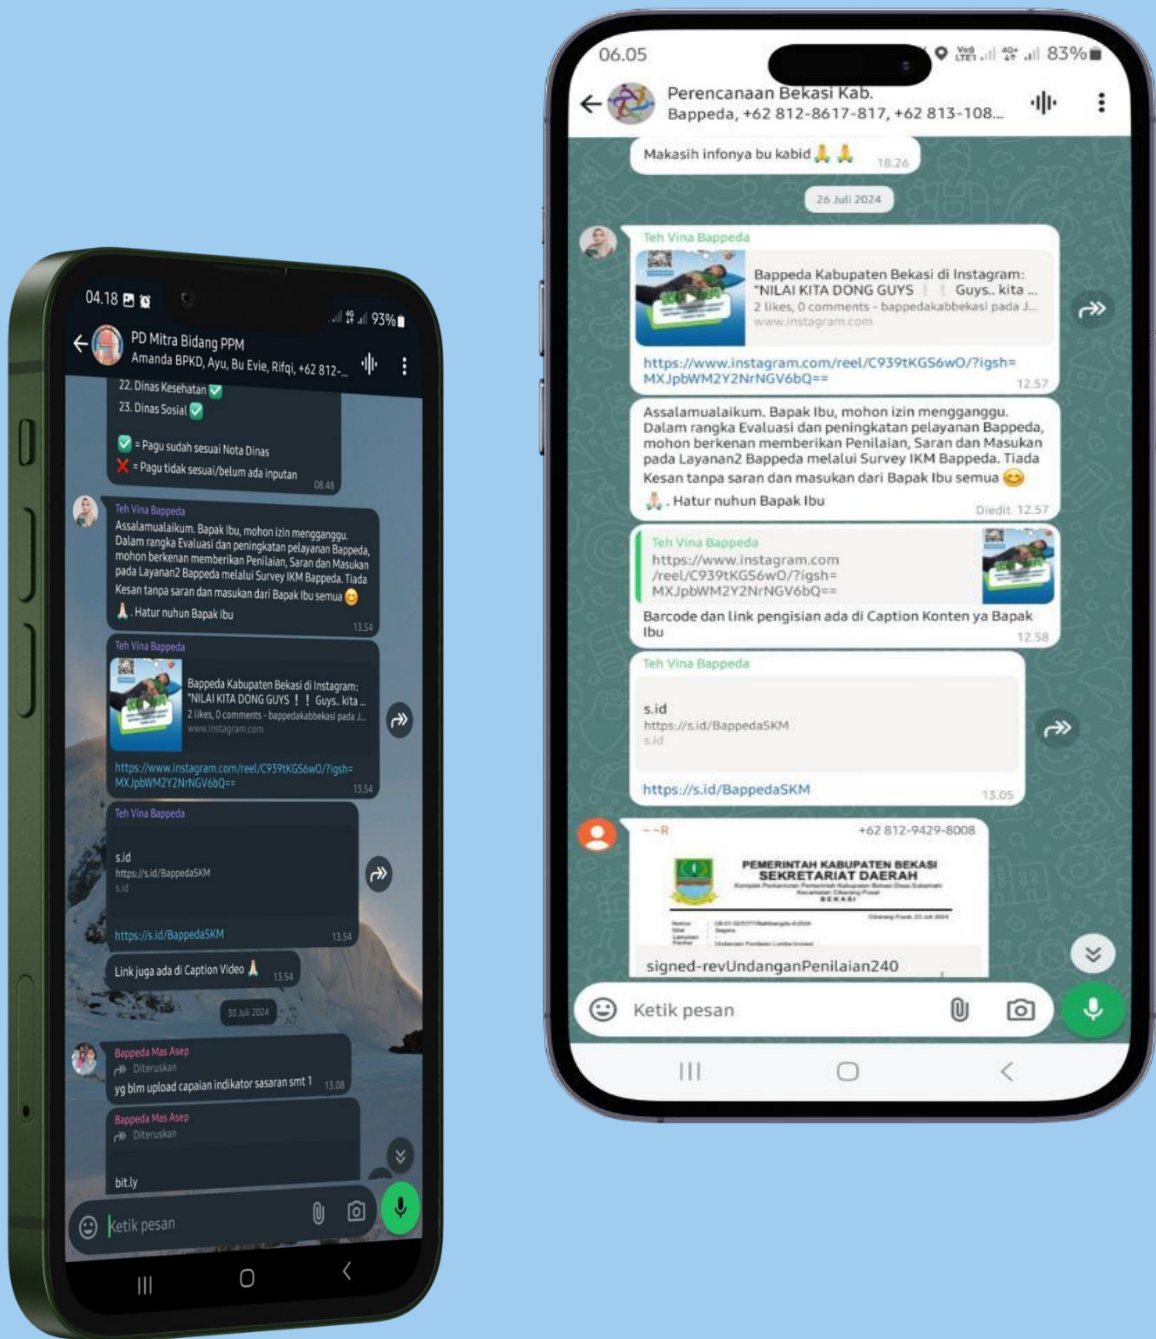 04.18
93%
PD Mitra Bidang PPM
Amanda BPKD, Ayu, Bu Evie, Rifqi, +62 812-...
22. Dinas Kesehatan ✅
23. Dinas Sosial ✅
✅ = Pagu sudah sesuai Nota Dinas
❌ = Pagu tidak sesuai/belum ada inputan
08.48
Teh Vina Bappeda
Assalamualaikum. Bapak Ibu, mohon izin mengganggu.
Dalam rangka Evaluasi dan peningkatan pelayanan Bappeda,
mohon berkenan memberikan Penilaian, Saran dan Masukan
pada Layanan2 Bappeda melalui Survey IKM Bappeda. Tiada
Kesan tanpa saran dan masukan dari Bapak Ibu semua 😊
🙏. Hatur nuhun Bapak Ibu
13.54
Teh Vina Bappeda
Bappeda Kabupaten Bekasi di Instagram:
"NILAI KITA DONG GUYS ❕❕ Guys.. kita ...
2 likes, 0 comments - bappedakabbekasi pada J...
www.instagram.com
https://www.instagram.com/reel/C939tKGS6wO/?igsh=
MXJpbWM2Y2NrNGV6bQ==
13.54
Teh Vina Bappeda
s.id
https://s.id/BappedaSKM
s.id
https://s.id/BappedaSKM
13.54
Link juga ada di Caption Video 🙏
13.54
30 Juli 2024
Bappeda Mas Asep
Diteruskan
yg blm upload capaian indikator sasaran smt 1
13.08
Bappeda Mas Asep
Diteruskan
bit.ly
Ketik pesan
06.05
83%
Perencanaan Bekasi Kab.
Bappeda, +62 812-8617-817, +62 813-108...
Makasih infonya bu kabid 🙏 🙏
18.26
26 Juli 2024
Teh Vina Bappeda
Bappeda Kabupaten Bekasi di Instagram:
"NILAI KITA DONG GUYS ❕❕ Guys.. kita ...
2 likes, 0 comments - bappedakabbekasi pada J...
www.instagram.com
https://www.instagram.com/reel/C939tKGS6wO/?igsh=
MXJpbWM2Y2NrNGV6bQ==
12.57
Assalamualaikum. Bapak Ibu, mohon izin mengganggu.
Dalam rangka Evaluasi dan peningkatan pelayanan Bappeda,
mohon berkenan memberikan Penilaian, Saran dan Masukan
pada Layanan2 Bappeda melalui Survey IKM Bappeda. Tiada
Kesan tanpa saran dan masukan dari Bapak Ibu semua 😊
🙏. Hatur nuhun Bapak Ibu
Diedit 12.57
Teh Vina Bappeda
https://www.instagram.com
/reel/C939tKGS6wO/?igsh=
MXJpbWM2Y2NrNGV6bQ==
Barcode dan link pengisian ada di Caption Konten ya Bapak
Ibu
12.58
Teh Vina Bappeda
s.id
https://s.id/BappedaSKM
s.id
https://s.id/BappedaSKM
13.05
~~R
+62 812-9429-8008
PEMERINTAH KABUPATEN BEKASI
SEKRETARIAT DAERAH
Komplek Perkantoran Pemerintah Kabupaten Bekasi Desa Sukamahi
Kecamatan Cikarang Pusat
BEKASI
Cikarang Pusat, 23 Juli 2024
signed-revUndanganPenilaian240
Ketik pesan